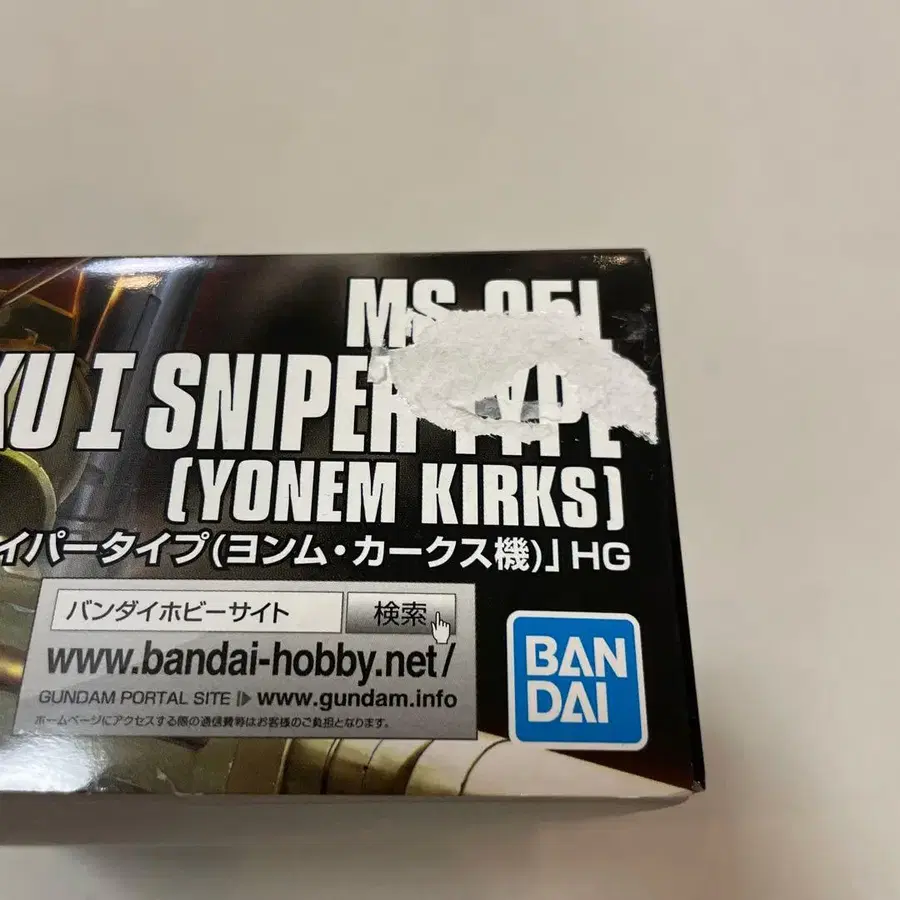 MS-05L
KU I SNIPER TYPE
(YONEM KIRKS)
イパータイプ(ヨンム・カークス機)」HG
バンダイホビーサイト 検索
www.bandai-hobby.net/
GUNDAM PORTAL SITE www.gundam.info
ホームページにアクセスする際の通信費等はお客様のご負担となります。
BAN
DAI